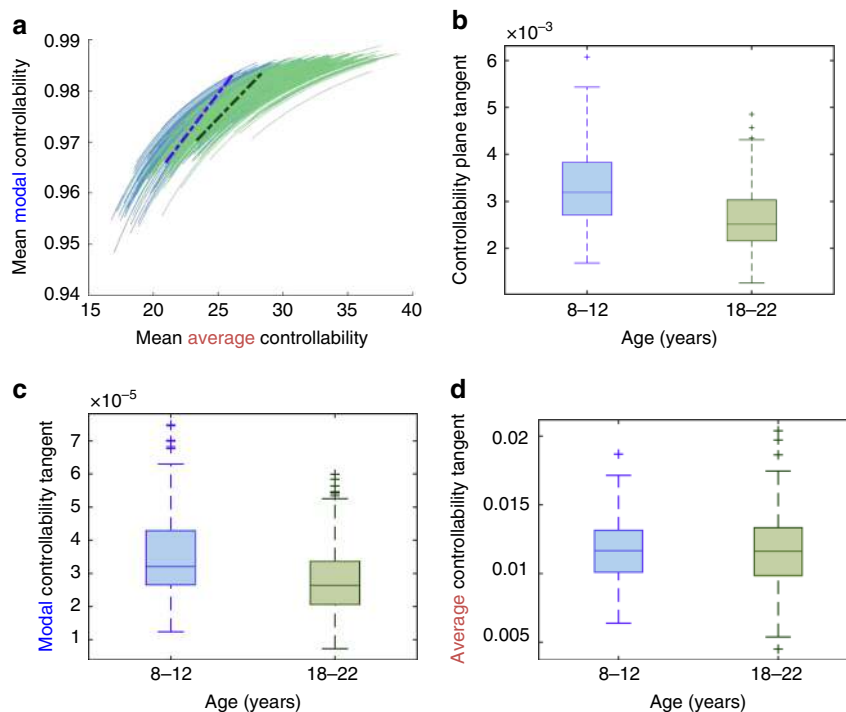 a
0.99
0.98
0.97
0.96
0.95
0.94
15 20 25 30 35 40
Mean modal controllability
Mean average controllability
b
×10−3
6
4
3
2
8–12 18–22
Controllability plane tangent
Age (years)
c
×10−5
7
6
5
4
3
2
1
8–12 18–22
Modal controllability tangent
Age (years)
d
0.02
0.015
0.01
0.005
8–12 18–22
Average controllability tangent
Age (years)